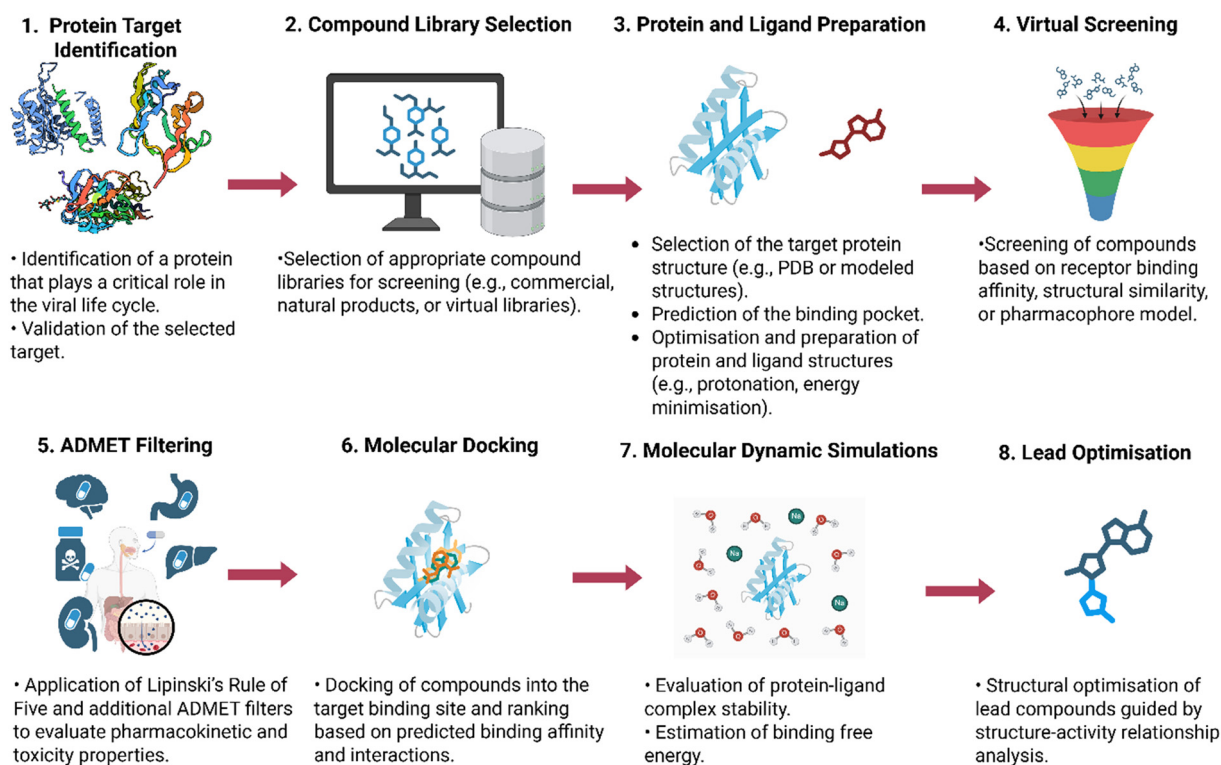 1. Protein Target
Identification
• Identification of a protein
that plays a critical role in
the viral life cycle.
• Validation of the selected
target.
2. Compound Library Selection
•Selection of appropriate compound
libraries for screening (e.g., commercial,
natural products, or virtual libraries).
3. Protein and Ligand Preparation
• Selection of the target protein
structure (e.g., PDB or modeled
structures).
• Prediction of the binding pocket.
• Optimisation and preparation of
protein and ligand structures
(e.g., protonation, energy
minimisation).
4. Virtual Screening
•Screening of compounds
based on receptor binding
affinity, structural similarity,
or pharmacophore model.
5. ADMET Filtering
• Application of Lipinski's Rule of
Five and additional ADMET filters
to evaluate pharmacokinetic and
toxicity properties.
6. Molecular Docking
• Docking of compounds into the
target binding site and ranking
based on predicted binding affinity
and interactions.
7. Molecular Dynamic Simulations
Na
Na
Na
• Evaluation of protein-ligand
complex stability.
• Estimation of binding free
energy.
8. Lead Optimisation
• Structural optimisation of
lead compounds guided by
structure-activity relationship
analysis.